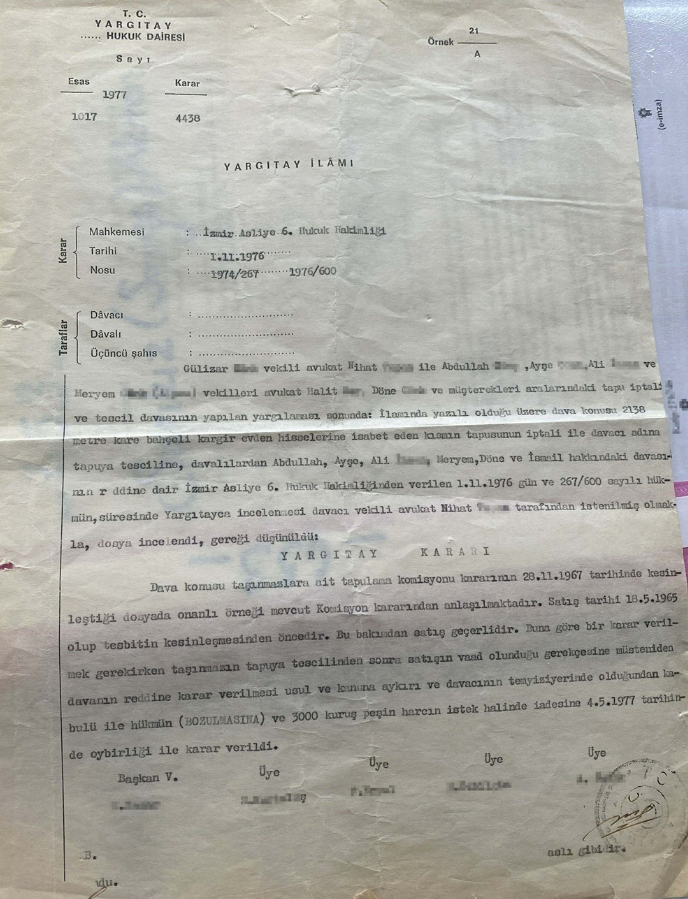 T. C.
YARGITAY
...... HUKUK DAİRESİ
Sayı
Esas Karar
1977
1017 4438
Örnek 21
A
(e-imza)
YARGITAY İLÂMI
Karar
Mahkemesi : İzmir Asliye 6. Hukuk Hakimliği
Tarihi : 1.11.1976
Nosu : 1974/267 1976/600
Taraflar
Dâvacı : ........................
Dâvalı : ........................
Üçüncü şahıs : ........................
Gülizar vekili avukat Nihat ile Abdullah ,Ayşe ,Ali ve
Meryem vekilleri avukat Halit , Döne ve müşterekleri aralarındaki tapu iptali
ve tescil davasının yapılan yargılaması sonunda: İlamında yazılı olduğu üzere dava konusu 2138
metre kare bahçeli kargir evden hisselerine isabet eden kısmın tapusunun iptali ile davacı adına
tapuya tesciline, davalılardan Abdullah, Ayşe, Ali , Meryem,Döne ve İsmail hakkındaki davası-
nın r ddine dair İzmir Asliye 6. Hukuk Hakimliğinden verilen 1.11.1976 gün ve 267/600 sayılı hük-
mün,süresinde Yargıtayca incelenmesi davacı vekili avukat Nihat tarafından istenilmiş olmak-
la, dosya incelendi, gereği düşünüldü:
YARGITAY KARARI
Dava konusu taşınmaslara ait tapulama komisyonu kararının 28.11.1967 tarihinde kesin-
leştiği dosyada onanlı örneği mevcut Komisyon kararından anlaşılmaktadır. Satış tarihi 18.5.1965
olup tesbitin kesinleşmesinden öncedir. Bu bakımdan satış geçerlidir. Buna göre bir karar veril-
mek gerekirken taşınmazın tapuya tescilinden sonra satışın vaad olunduğu gerekçesine müsteniden
davanın reddine karar verilmesi usul ve kanuna aykırı ve davacının temyisiyerinde olduğundan ka-
bulü ile hükmün (BOZULMASINA) ve 3000 kuruş peşin harcın istek halinde iadesine 4.5.1977 tarihin-
de oybirliği ile karar verildi.
Başkan V. Üye Üye Üye Üye
B.
aslı gibidir.